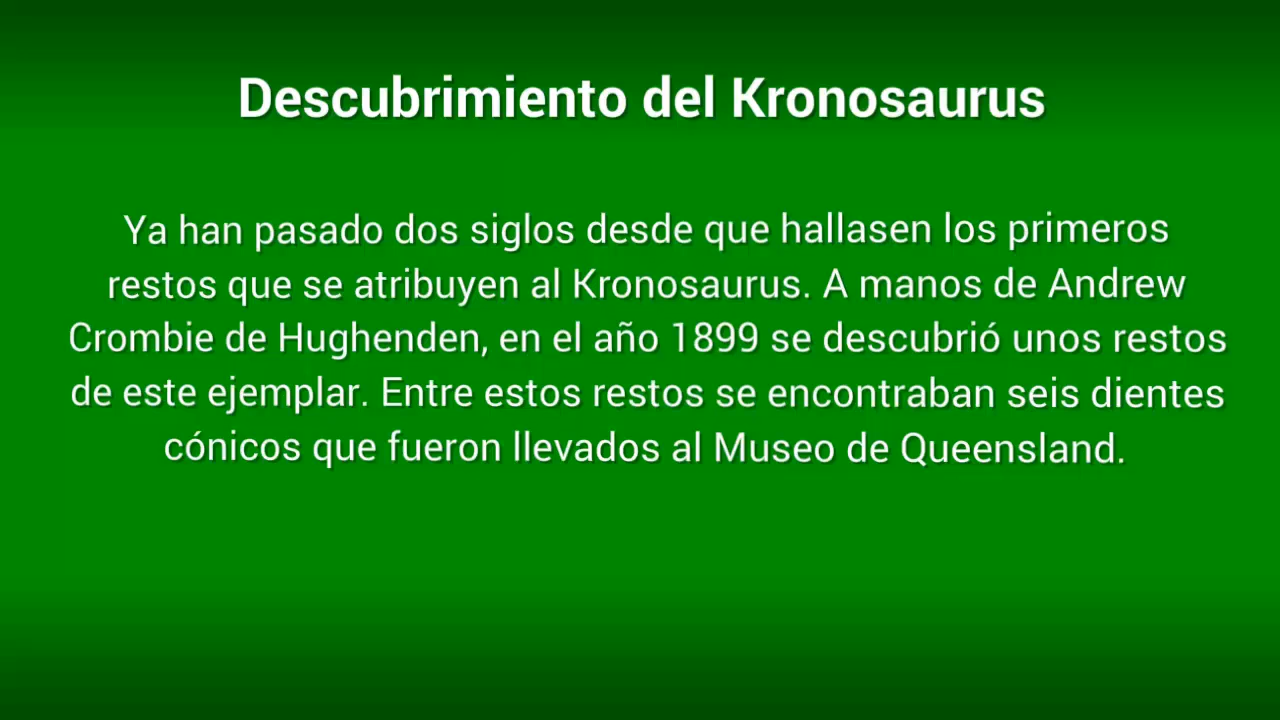 Descubrimiento del Kronosaurus
Ya han pasado dos siglos desde que hallasen los primeros
restos que se atribuyen al Kronosaurus. A manos de Andrew
Crombie de Hughenden, en el año 1899 se descubrió unos restos
de este ejemplar. Entre estos restos se encontraban seis dientes
cónicos que fueron llevados al Museo de Queensland.